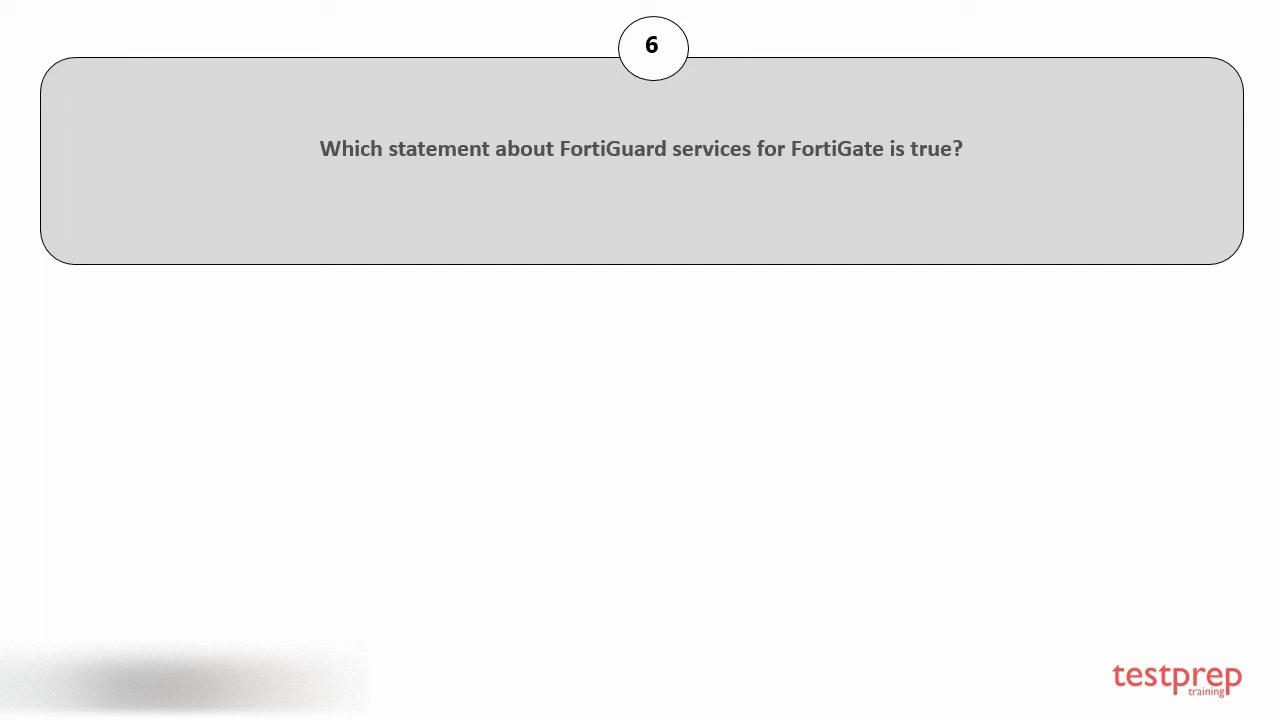 6
Which statement about FortiGuard services for FortiGate is true?
testprep
training